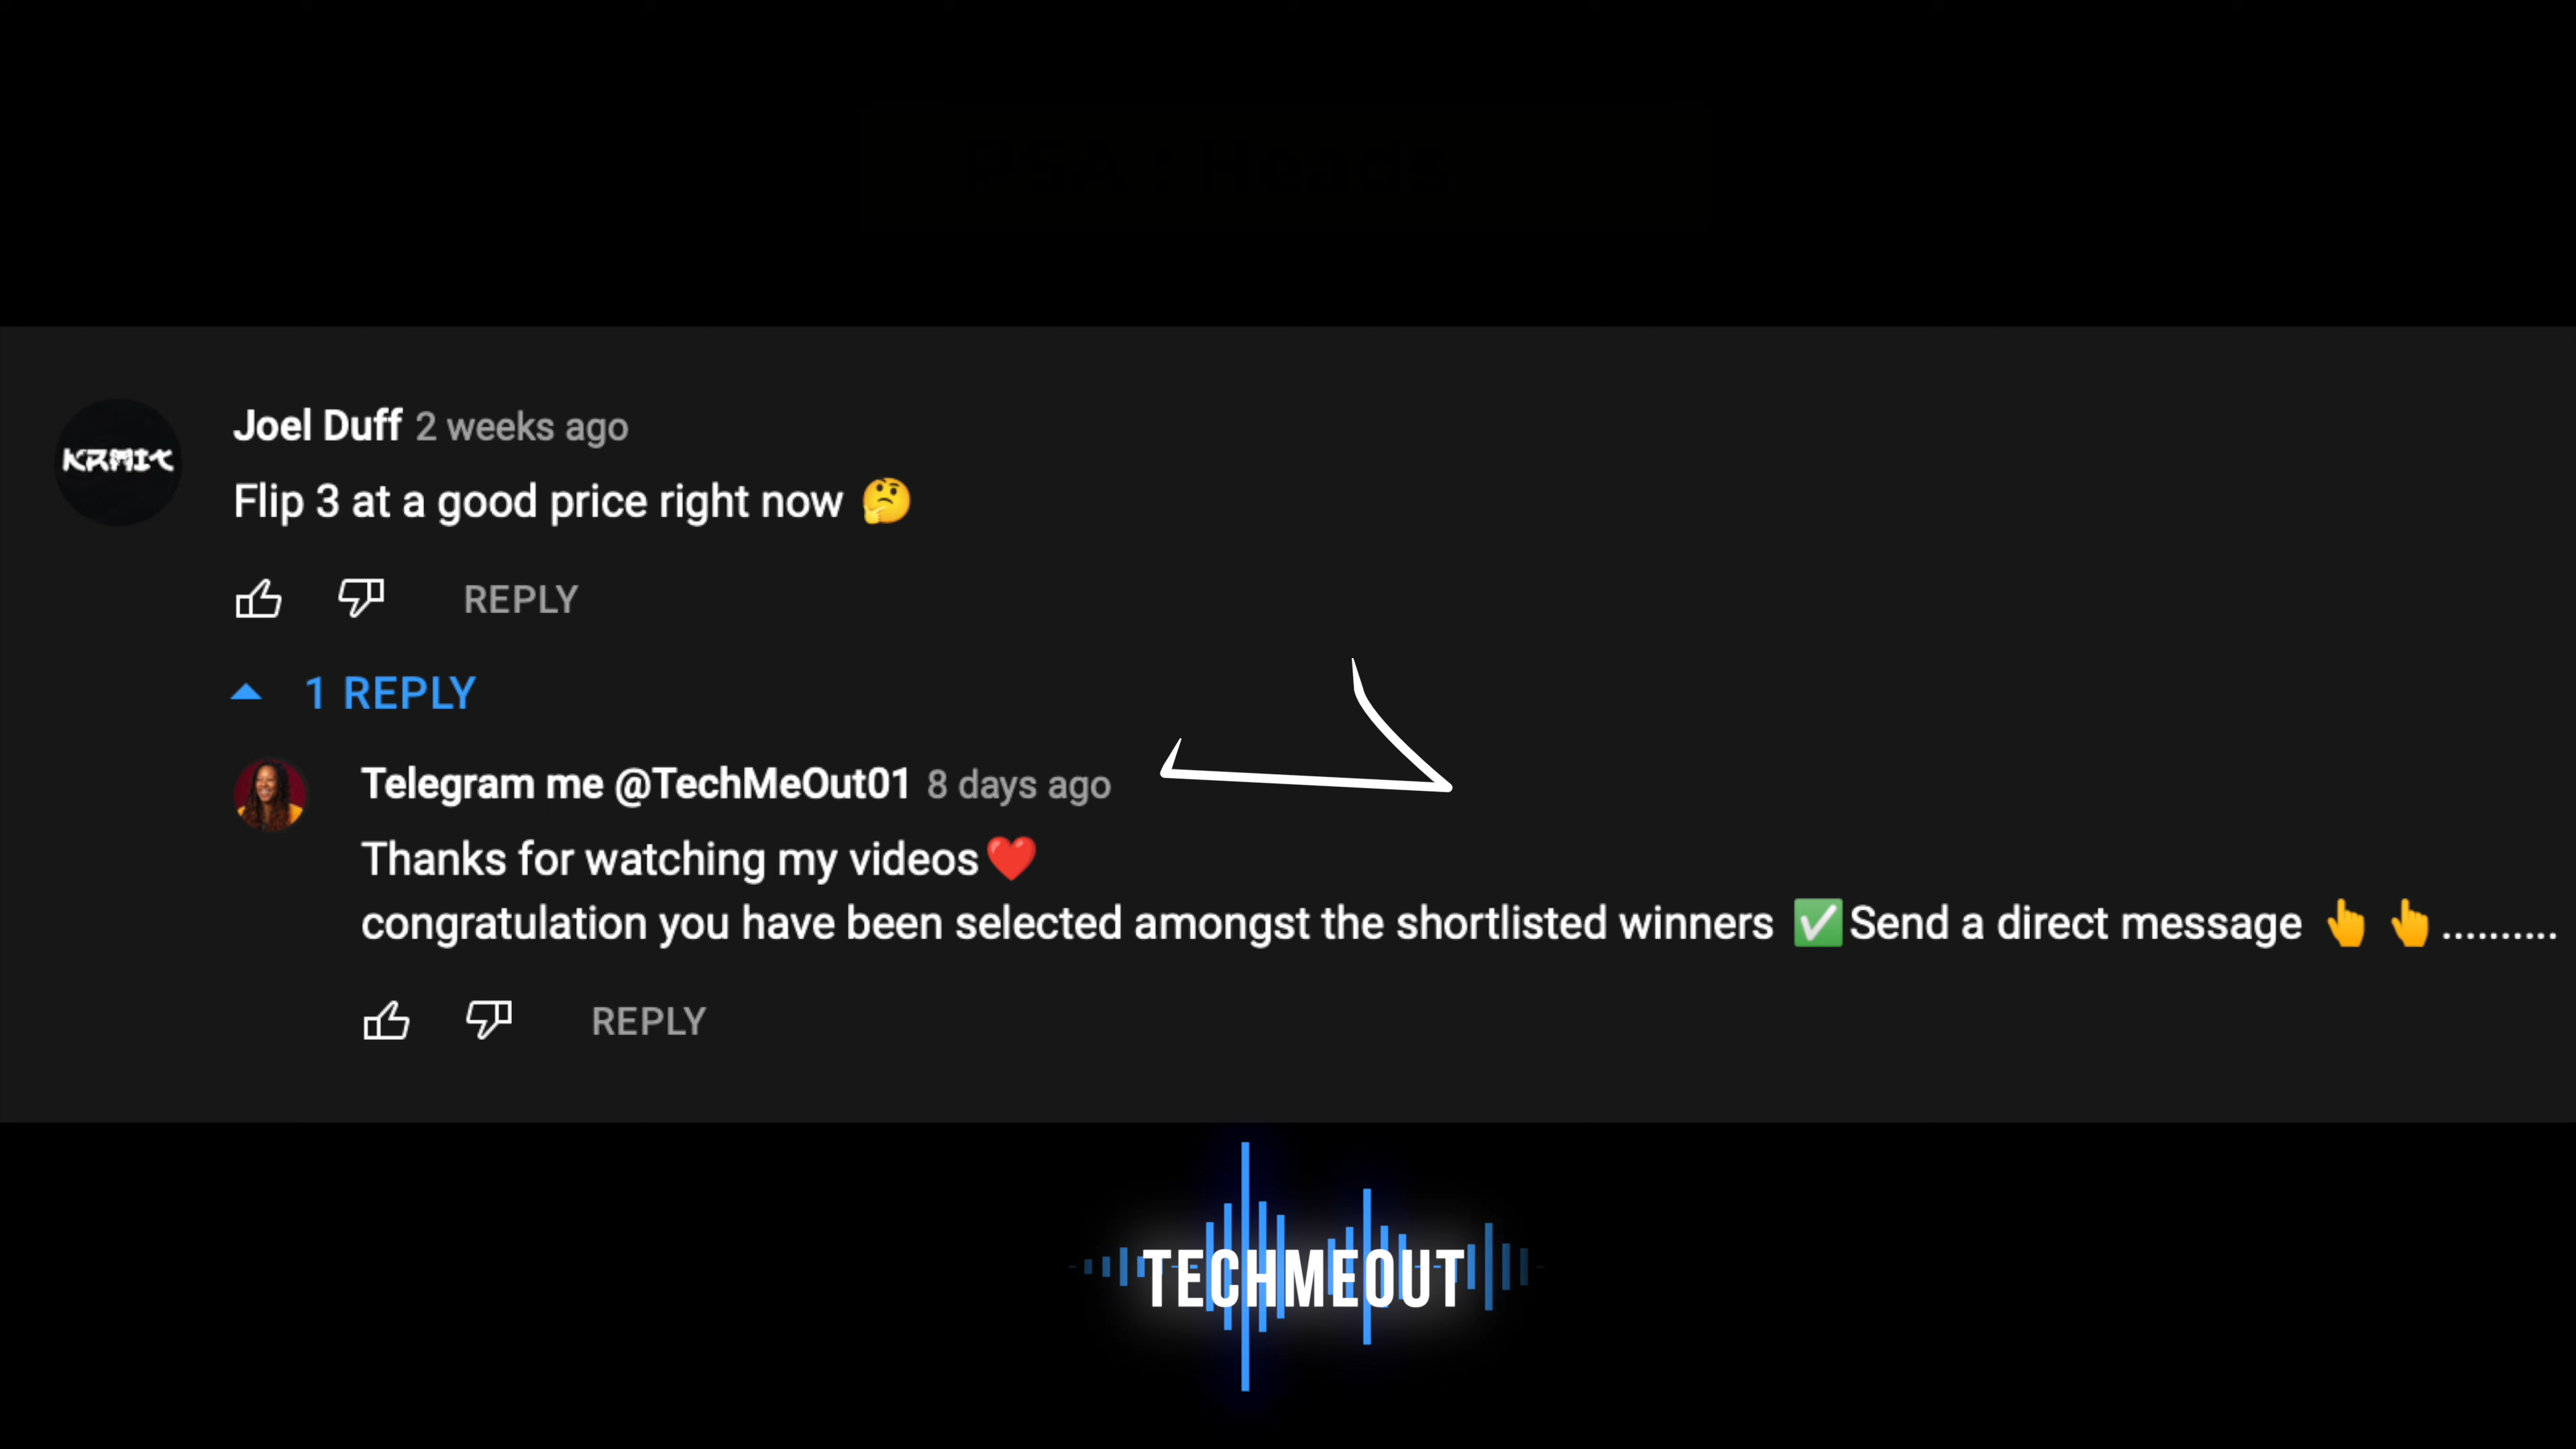 KRMIT
Joel Duff 2 weeks ago
Flip 3 at a good price right now 🤔
REPLY
1 REPLY
Telegram me @TechMeOut01 8 days ago
Thanks for watching my videos❤️
congratulation you have been selected amongst the shortlisted winners ✅Send a direct message 👆 👆..........
REPLY
TECHMEOUT